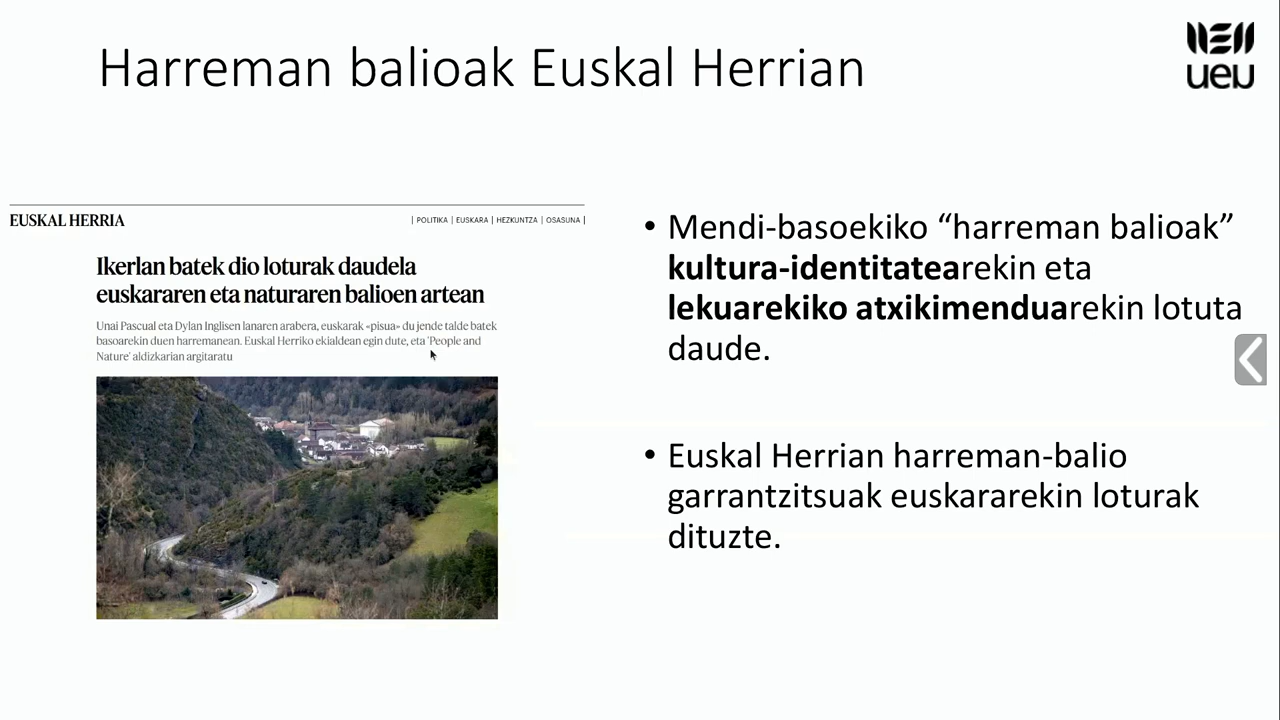 Harreman balioak Euskal Herrian
ueu
EUSKAL HERRIA
| POLITIKA | EUSKARA | HEZKUNTZA | OSASUNA |
Ikerlan batek dio loturak daudela
euskararen eta naturaren balioen artean
Unai Pascual eta Dylan Inglisen lanaren arabera, euskarak «pisua» du jende talde batek
basoarekin duen harremanean. Euskal Herriko ekialdean egin dute, eta 'People and
Nature' aldizkarian argitaratu
• Mendi-basoekiko “harreman balioak”
kultura-identitatearekin eta
lekuarekiko atxikimenduarekin lotuta
daude.
• Euskal Herrian harreman-balio
garrantzitsuak euskararekin loturak
dituzte.